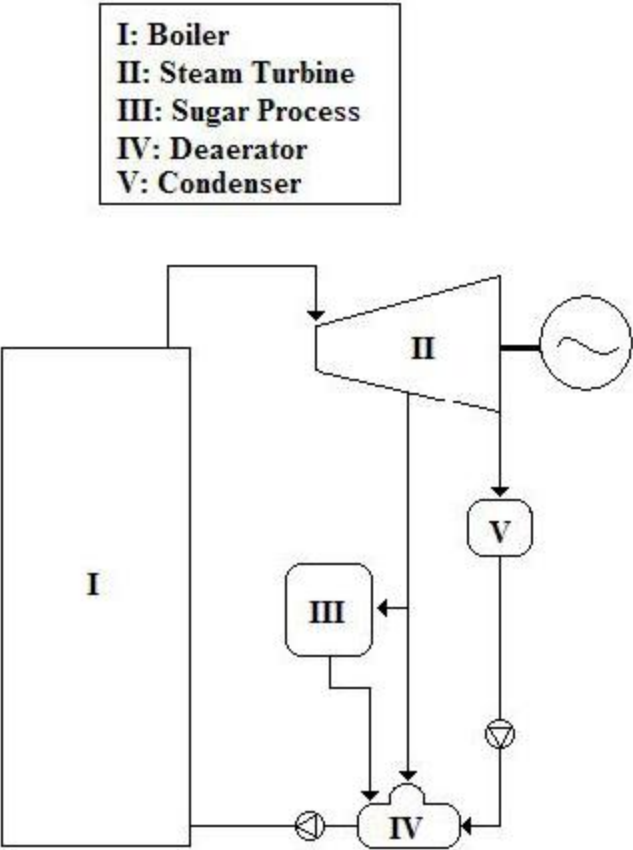 I: Boiler
II: Steam Turbine
III: Sugar Process
IV: Deaerator
V: Condenser
II
V
I
III
IV